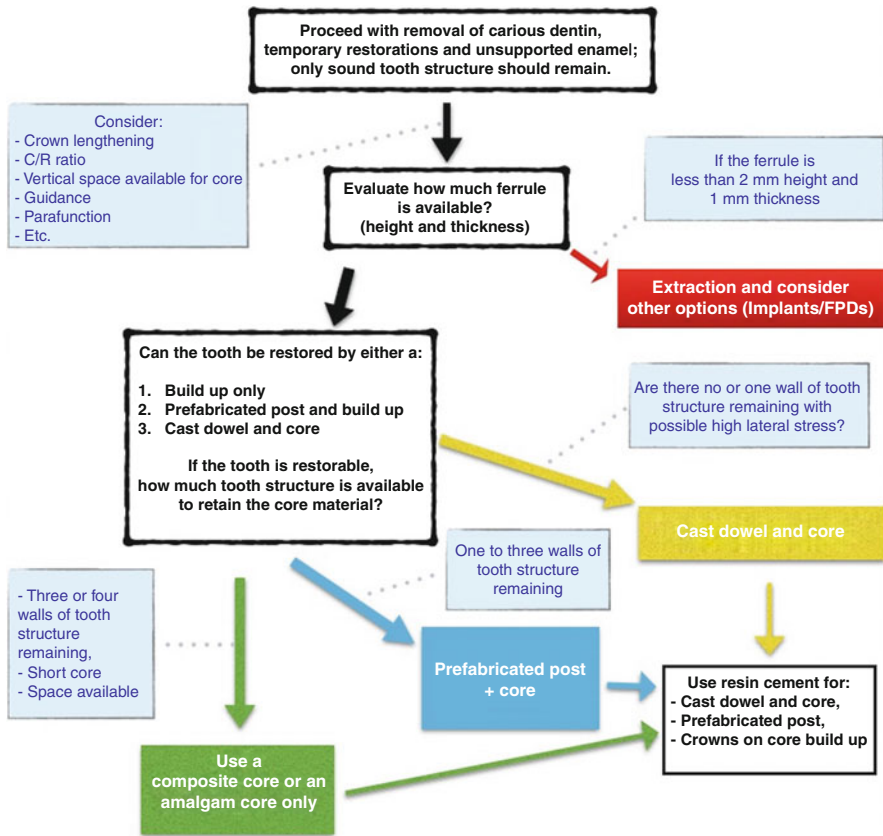 Proceed with removal of carious dentin,
temporary restorations and unsupported enamel;
only sound tooth structure should remain.
Consider:
- Crown lengthening
- C/R ratio
- Vertical space available for core
- Guidance
- Parafunction
- Etc.
Evaluate how much ferrule
is available?
(height and thickness)
If the ferrule is
less than 2 mm height and
1 mm thickness
Extraction and consider
other options (Implants/FPDs)
Can the tooth be restored by either a:
1. Build up only
2. Prefabricated post and build up
3. Cast dowel and core
If the tooth is restorable,
how much tooth structure is available
to retain the core material?
Are there no or one wall of tooth
structure remaining with
possible high lateral stress?
Cast dowel and core
One to three walls of
tooth structure
remaining
- Three or four
walls of tooth
structure
remaining,
- Short core
- Space available
Prefabricated post
+ core
Use resin cement for:
- Cast dowel and core,
- Prefabricated post,
- Crowns on core build up
Use a
composite core or an
amalgam core only